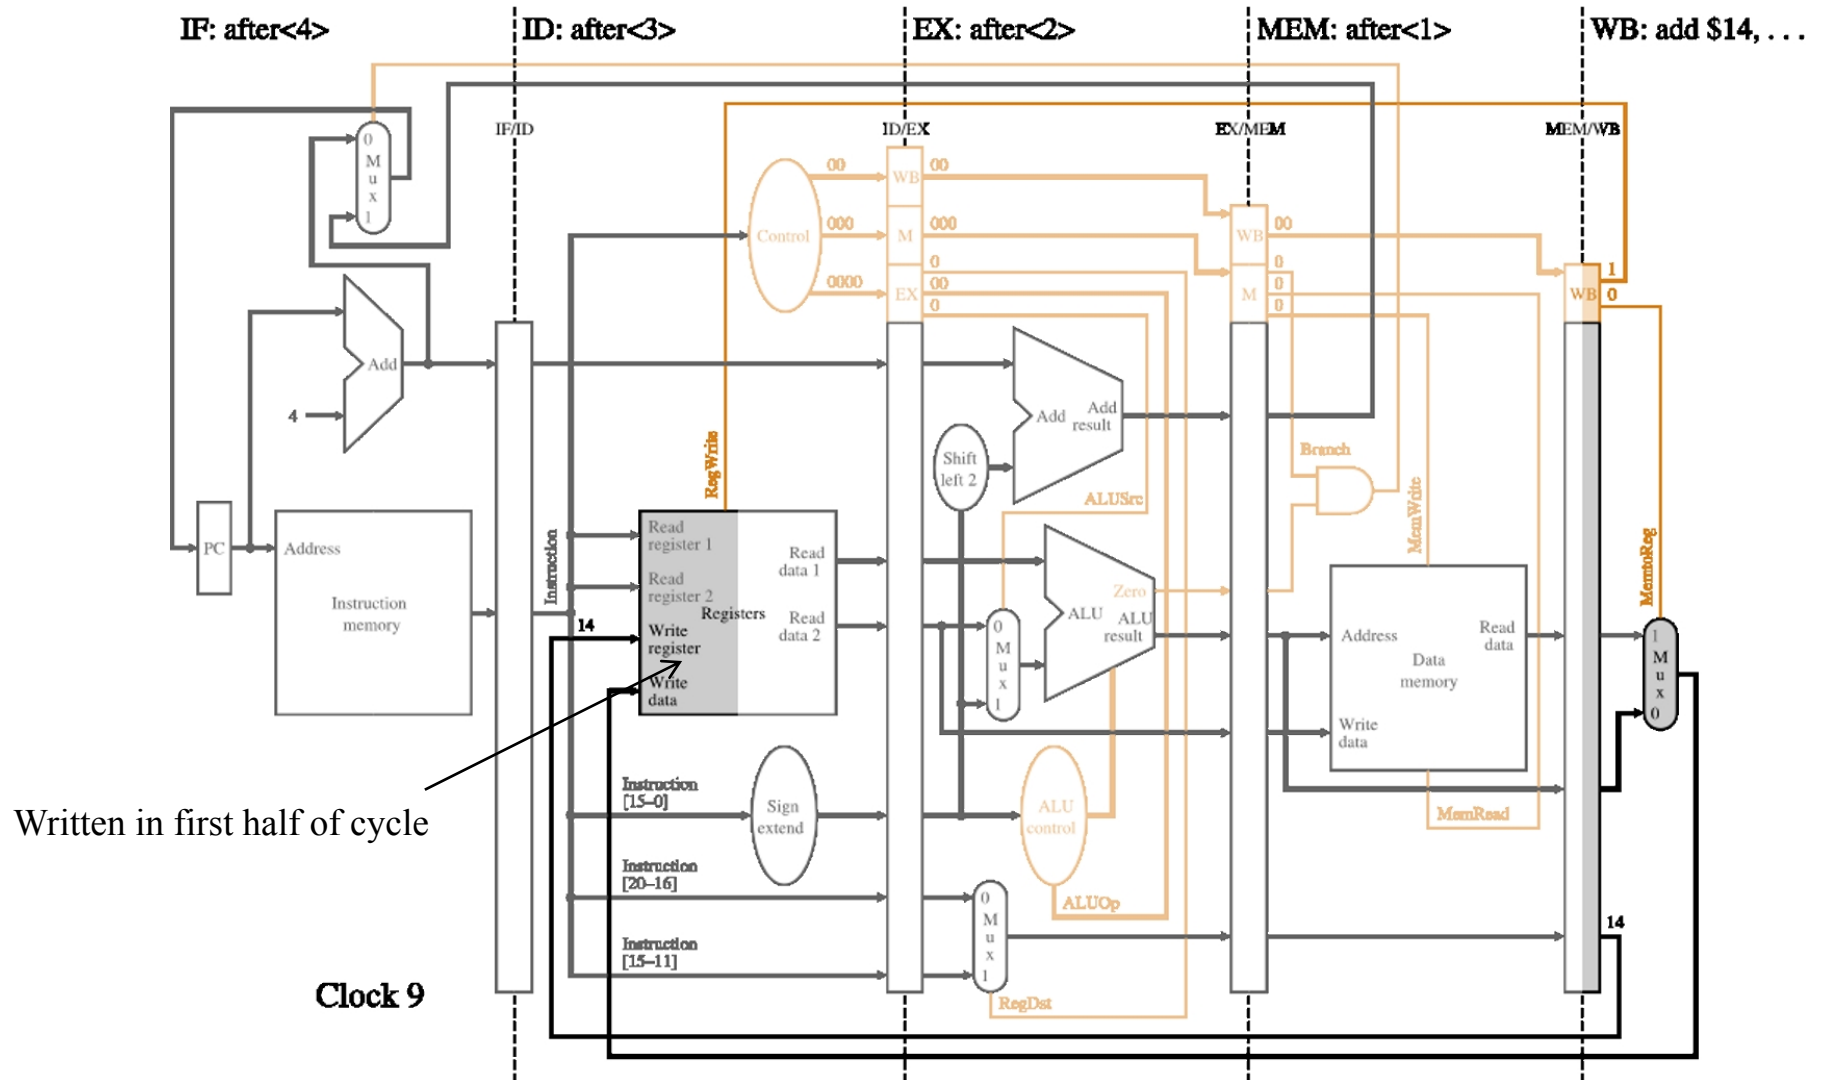 IF: after<4>
ID: after<3>
EX: after<2>
MEM: after<1>
WB: add $14, . . .
IF/ID
ID/EX
EX/MEM
MEM/WB
0
M
u
x
1
Control
00
000
0000
WB
M
EX
00
000
0
00
0
WB
M
00
0
0
0
WB
1
0
Add
4
Add
Add
result
Shift
left 2
RegWrite
ALUSrc
Branch
MemWrite
MemtoReg
PC
Address
Instruction
memory
Instruction
Read
register 1
Read
register 2
Registers
14
Write
register
Write
data
Read
data 1
Read
data 2
0
M
u
x
1
Zero
ALU
ALU
result
Address
Read
data
Data
memory
Write
data
1
M
u
x
0
Written in first half of cycle
Instruction
[15–0]
Sign
extend
ALU
control
MemRead
Instruction
[20–16]
0
M
u
x
1
ALUOp
14
Instruction
[15–11]
RegDst
Clock 9